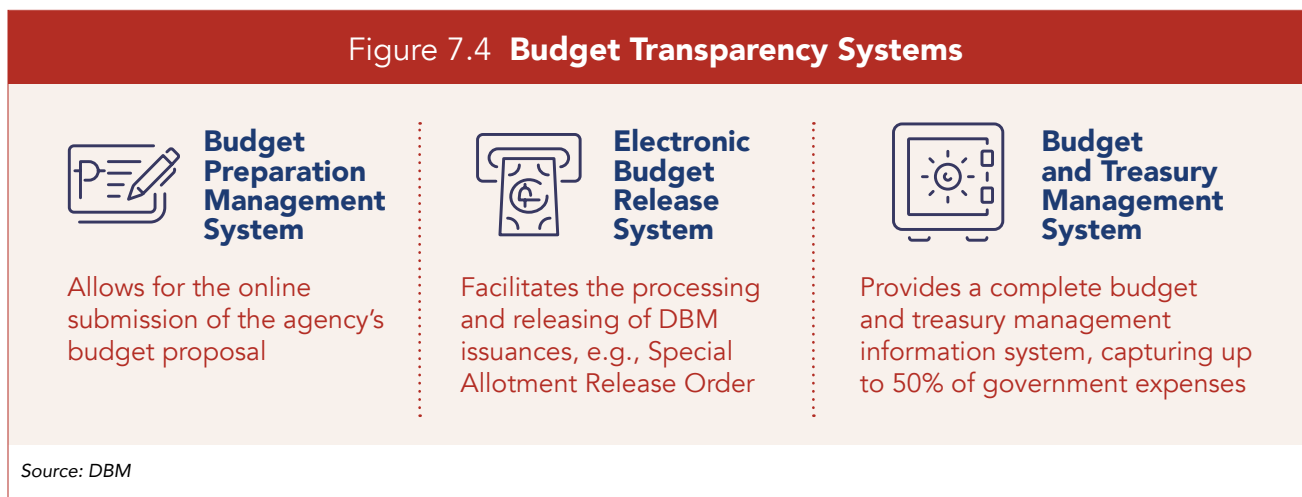 Figure 7.4 Budget Transparency Systems
Budget
Preparation
Management
System
Allows for the online
submission of the agency’s
budget proposal
Electronic
Budget
Release
System
Facilitates the processing
and releasing of DBM
issuances, e.g., Special
Allotment Release Order
Budget
and Treasury
Management
System
Provides a complete budget
and treasury management
information system, capturing up
to 50% of government expenses
Source: DBM